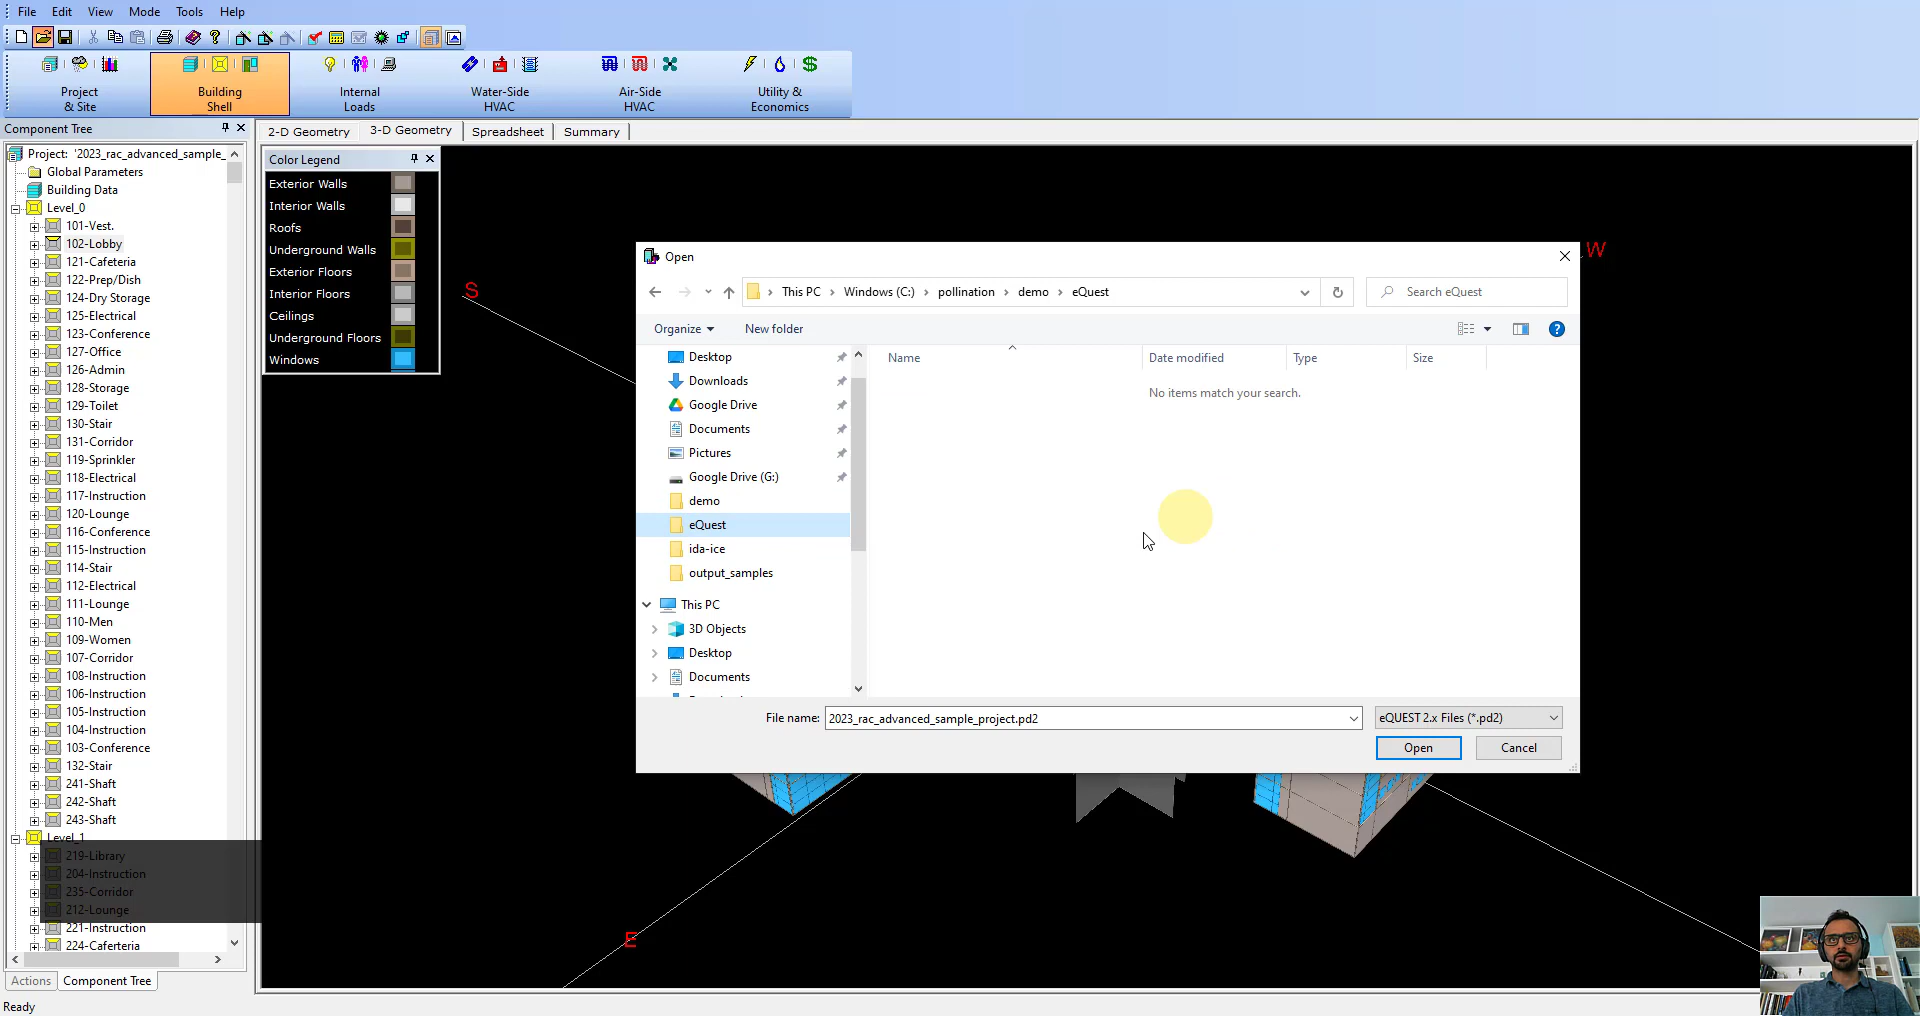 File Edit View Mode Tools Help
Project & Site
Building Shell
Internal Loads
Water-Side HVAC
Air-Side HVAC
Utility & Economics
Component Tree
2-D Geometry 3-D Geometry Spreadsheet Summary
Project: '2023_rac_advanced_sample_
Global Parameters
Building Data
Level_0
101-Vest.
102-Lobby
121-Cafeteria
122-Prep/Dish
124-Dry Storage
125-Electrical
123-Conference
127-Office
126-Admin
128-Storage
129-Toilet
130-Stair
131-Corridor
119-Sprinkler
118-Electrical
117-Instruction
120-Lounge
116-Conference
115-Instruction
114-Stair
112-Electrical
111-Lounge
110-Men
109-Women
107-Corridor
108-Instruction
106-Instruction
105-Instruction
104-Instruction
103-Conference
132-Stair
241-Shaft
242-Shaft
243-Shaft
Level_1
219-Library
204-Instruction
235-Corridor
212-Lounge
221-Instruction
224-Caferteria
Actions Component Tree
Ready
Color Legend
Exterior Walls
Interior Walls
Roofs
Underground Walls
Exterior Floors
Interior Floors
Ceilings
Underground Floors
Windows
S
W
E
Open
This PC › Windows (C:) › pollination › demo › eQuest
Search eQuest
Organize New folder
Desktop
Downloads
Google Drive
Documents
Pictures
Google Drive (G:)
demo
eQuest
ida-ice
output_samples
This PC
3D Objects
Desktop
Documents
Name Date modified Type Size
No items match your search.
File name: 2023_rac_advanced_sample_project.pd2 eQUEST 2.x Files (*.pd2)
Open Cancel